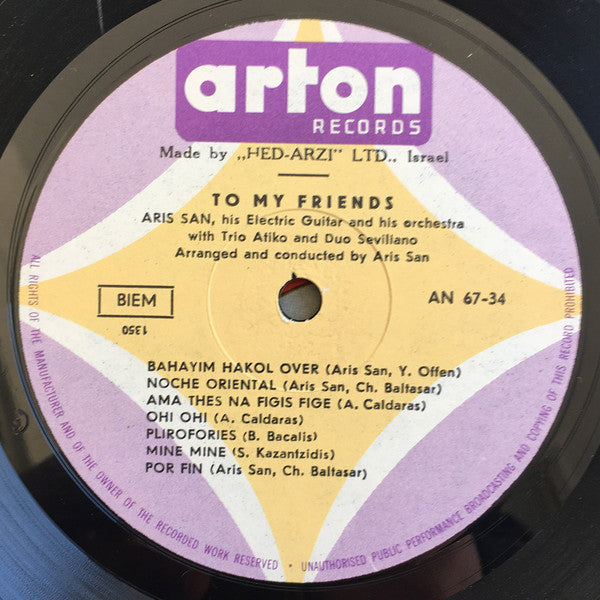 arton
RECORDS
Made by „HED-ARZI" LTD., Israel
TO MY FRIENDS
ARIS SAN, his Electric Guitar and his orchestra
with Trio Atiko and Duo Sevillano
Arranged and conducted by Aris San
BIEM
AN 67-34
1350
BAHAYIM HAKOL OVER (Aris San, Y. Offen)
NOCHE ORIENTAL (Aris San, Ch. Baltasar)
AMA THES NA FIGIS FIGE (A. Caldaras)
OHI OHI (A. Caldaras)
PLIROFORIES (B. Bacalis)
MINE MINE (S. Kazantzidis)
POR FIN (Aris San, Ch. Baltasar)
ALL RIGHTS OF THE MANUFACTURER AND OF THE OWNER OF THE RECORDED WORK RESERVED • UNAUTHORISED PUBLIC PERFORMANCE BROADCASTING AND COPYING OF THIS RECORD PROHIBITED